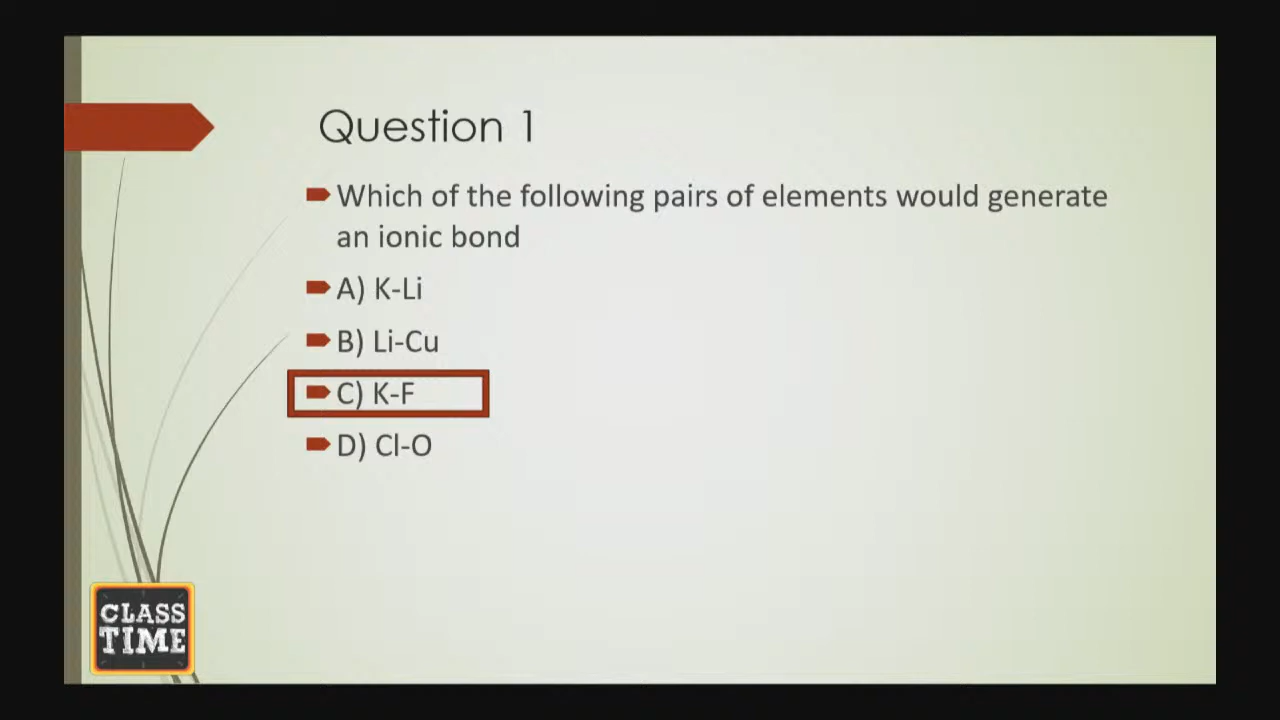 Question 1
Which of the following pairs of elements would generate
an ionic bond
A) K-Li
B) Li-Cu
C) K-F
D) Cl-O
CLASS
TIME